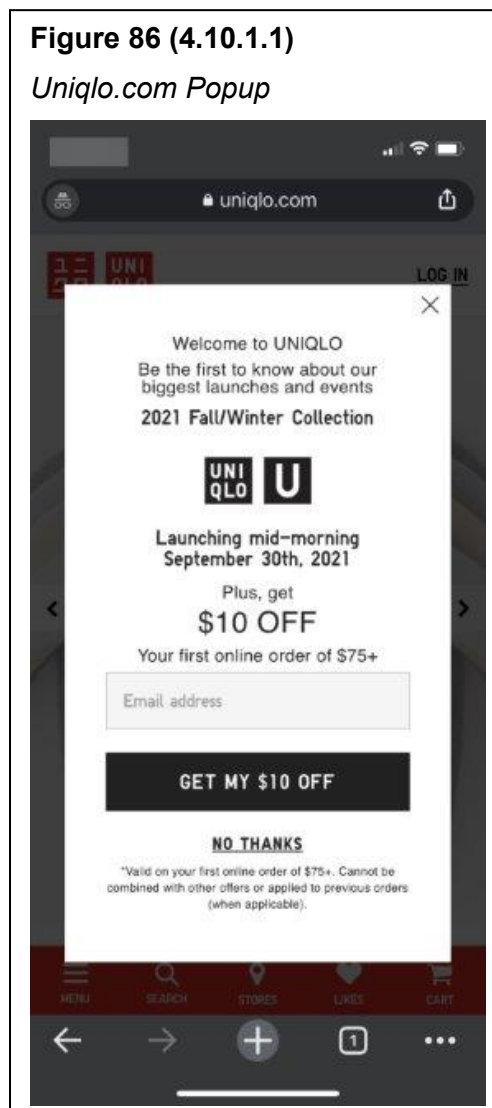 Figure 86 (4.10.1.1)
Uniqlo.com Popup
uniqlo.com
ユニ UNI
クロ QLO
LOG IN
Welcome to UNIQLO
Be the first to know about our
biggest launches and events
2021 Fall/Winter Collection
UNI
QLO U
Launching mid-morning
September 30th, 2021
Plus, get
$10 OFF
Your first online order of $75+
Email address
GET MY $10 OFF
NO THANKS
*Valid on your first online order of $75+. Cannot be
combined with other offers or applied to previous orders
(when applicable).
MENU SEARCH STORES LIKES CART
1